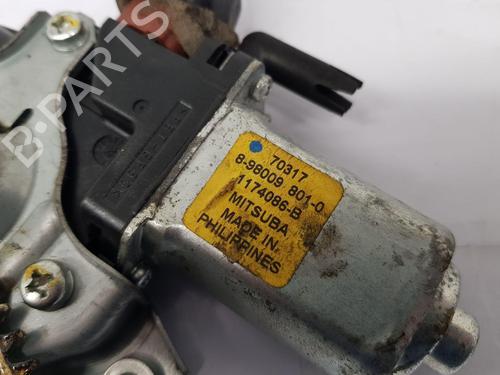 B-PARTS
70317
8-98009 801-0
1174086-B
MITSUBA
MADE IN
PHILIPPINES